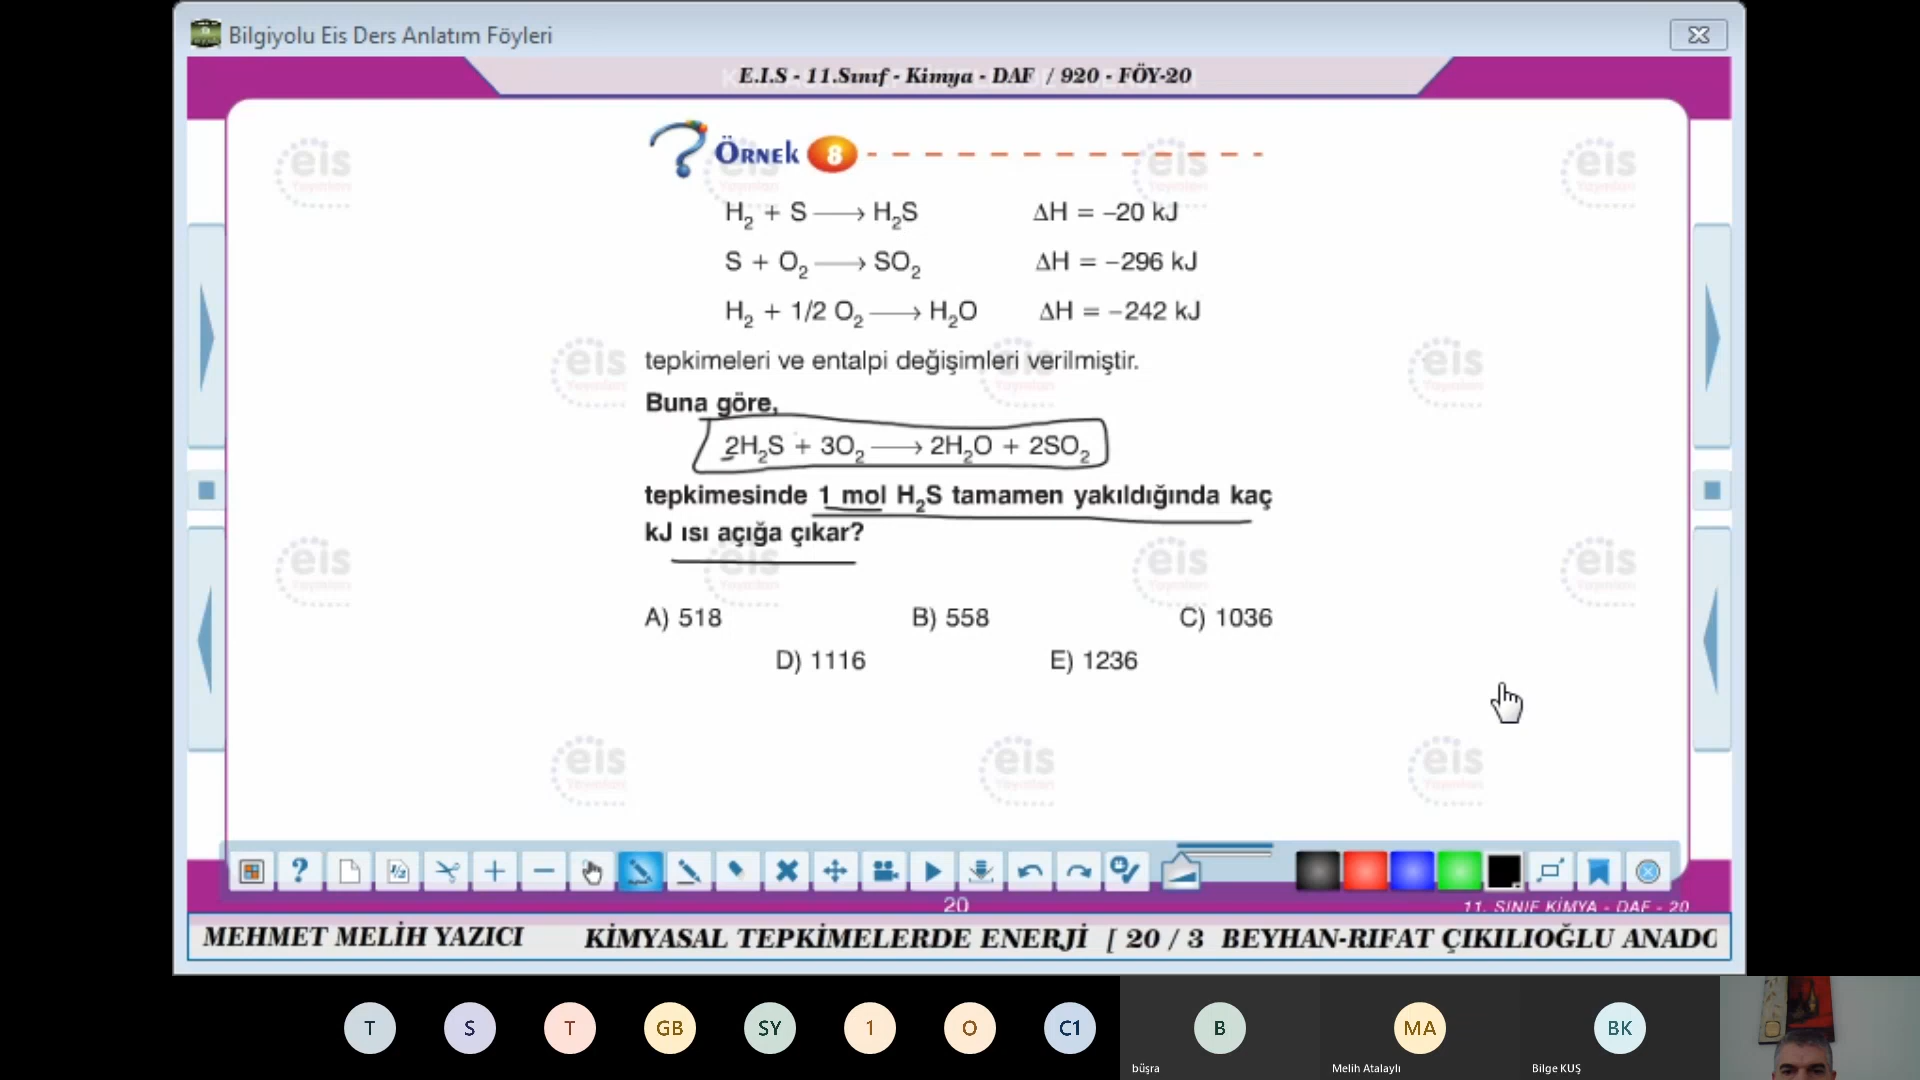 Bilgiyolu Eis Ders Anlatım Föyleri
E.I.S - 11.Sınıf - Kimya - DAF / 920 - FÖY-20
? ÖRNEK 8
H₂ + S ⟶ H₂S ΔH = −20 kJ
S + O₂ ⟶ SO₂ ΔH = −296 kJ
H₂ + 1/2 O₂ ⟶ H₂O ΔH = −242 kJ
tepkimeleri ve entalpi değişimleri verilmiştir.
Buna göre,
2H₂S + 3O₂ ⟶ 2H₂O + 2SO₂
tepkimesinde 1 mol H₂S tamamen yakıldığında kaç
kJ ısı açığa çıkar?
A) 518 B) 558 C) 1036
D) 1116 E) 1236
eis Yayınları
20
11. SINIF KİMYA - DAF - 20
MEHMET MELİH YAZICI KİMYASAL TEPKİMELERDE ENERJİ [ 20 / 3 BEYHAN-RIFAT ÇIKILIOĞLU ANADO
T S T GB SY 1 O C1 B MA BK
büşra Melih Atalaylı Bilge KUŞ